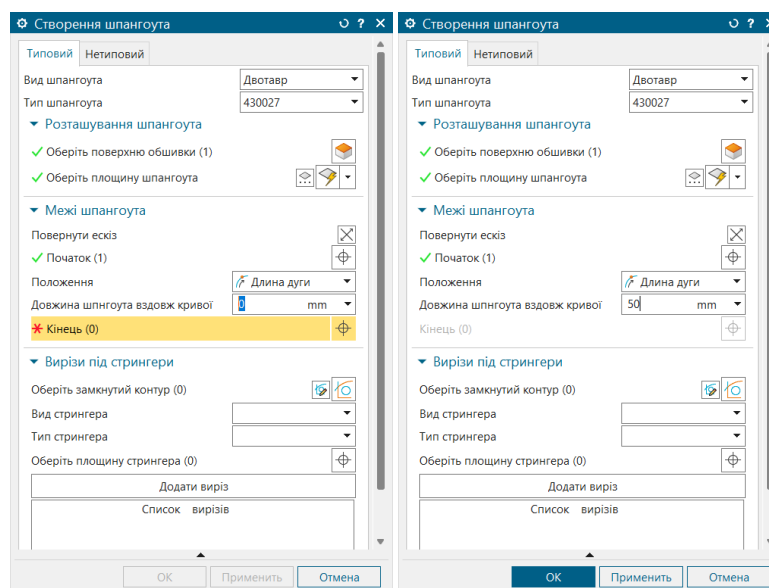 Створення шпангоута
Типовий Нетиповий
Вид шпангоута Двотавр
Тип шпангоута 430027
Розташування шпангоута
Оберіть поверхню обшивки (1)
Оберіть площину шпангоута
Межі шпангоута
Повернути ескіз
Початок (1)
Положення Длина дуги
Довжина шпнгоута вздовж кривої 0 mm
Кінець (0)
Вирізи під стрингери
Оберіть замкнутий контур (0)
Вид стрингера
Тип стрингера
Оберіть площину стрингера (0)
Додати виріз
Список вирізів
ОК Применить Отмена
Створення шпангоута
Типовий Нетиповий
Вид шпангоута Двотавр
Тип шпангоута 430027
Розташування шпангоута
Оберіть поверхню обшивки (1)
Оберіть площину шпангоута
Межі шпангоута
Повернути ескіз
Початок (1)
Положення Длина дуги
Довжина шпнгоута вздовж кривої 50 mm
Кінець (0)
Вирізи під стрингери
Оберіть замкнутий контур (0)
Вид стрингера
Тип стрингера
Оберіть площину стрингера (0)
Додати виріз
Список вирізів
ОК Применить Отмена